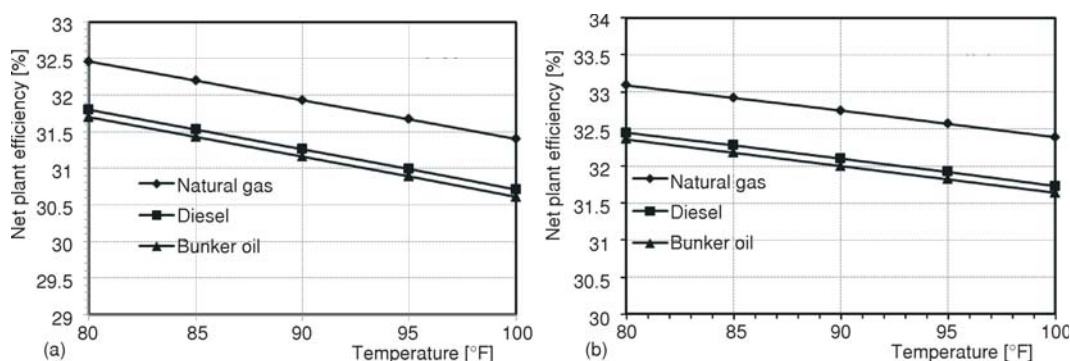 Net plant efficiency [%]
33
32.5
32
31.5
31
30.5
30
29.5
29
Natural gas
Diesel
Bunker oil
80
85
90
95
100
(a)
Temperature [°F]
Net plant efficiency [%]
34
33.5
33
32.5
32
31.5
31
30.5
30
Natural gas
Diesel
Bunker oil
80
85
90
95
100
(b)
Temperature [°F]